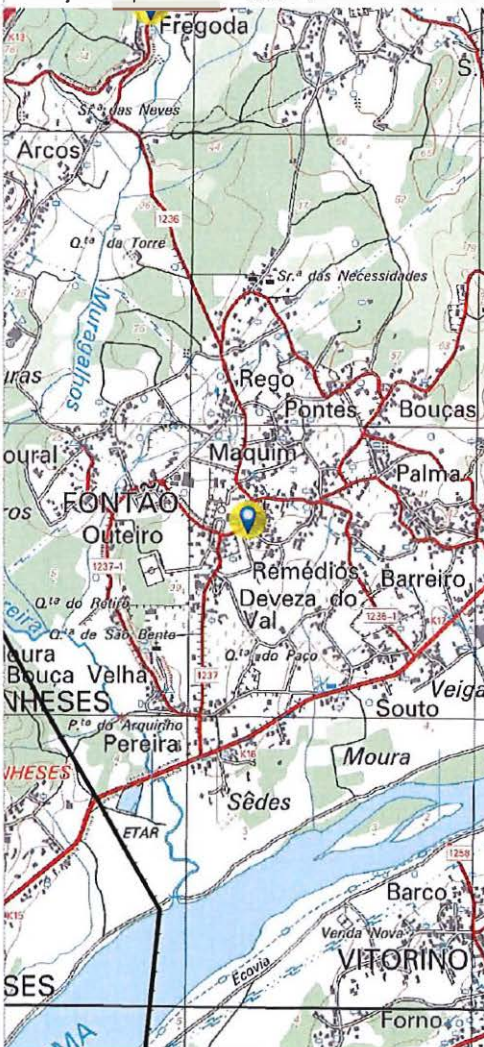 Fregoda
K13
Sr.ª das Neves
Arcos
1236
Q.ta da Torre
Sr.ª das Necessidades
Muragalhos
uras
Rego
Pontes
Bouças
oural
Maquim
Palma
FONTÃO
ros
Outeiro
1237-1
Remédios
Barreiro
Deveza do
Val
Q.ta do Retiro
1236-1
K17
reira
Q.ta de São Bento
Q.ta do Paço
oura
Bouça Velha
1237
Veiga
NHESES
Souto
P.te do Arquinho
Pereira
K16
Moura
NHESES
Sêdes
ETAR
1259
Barco
K15
Venda Nova
VITORINO
Ecovia
SES
Forno
MA